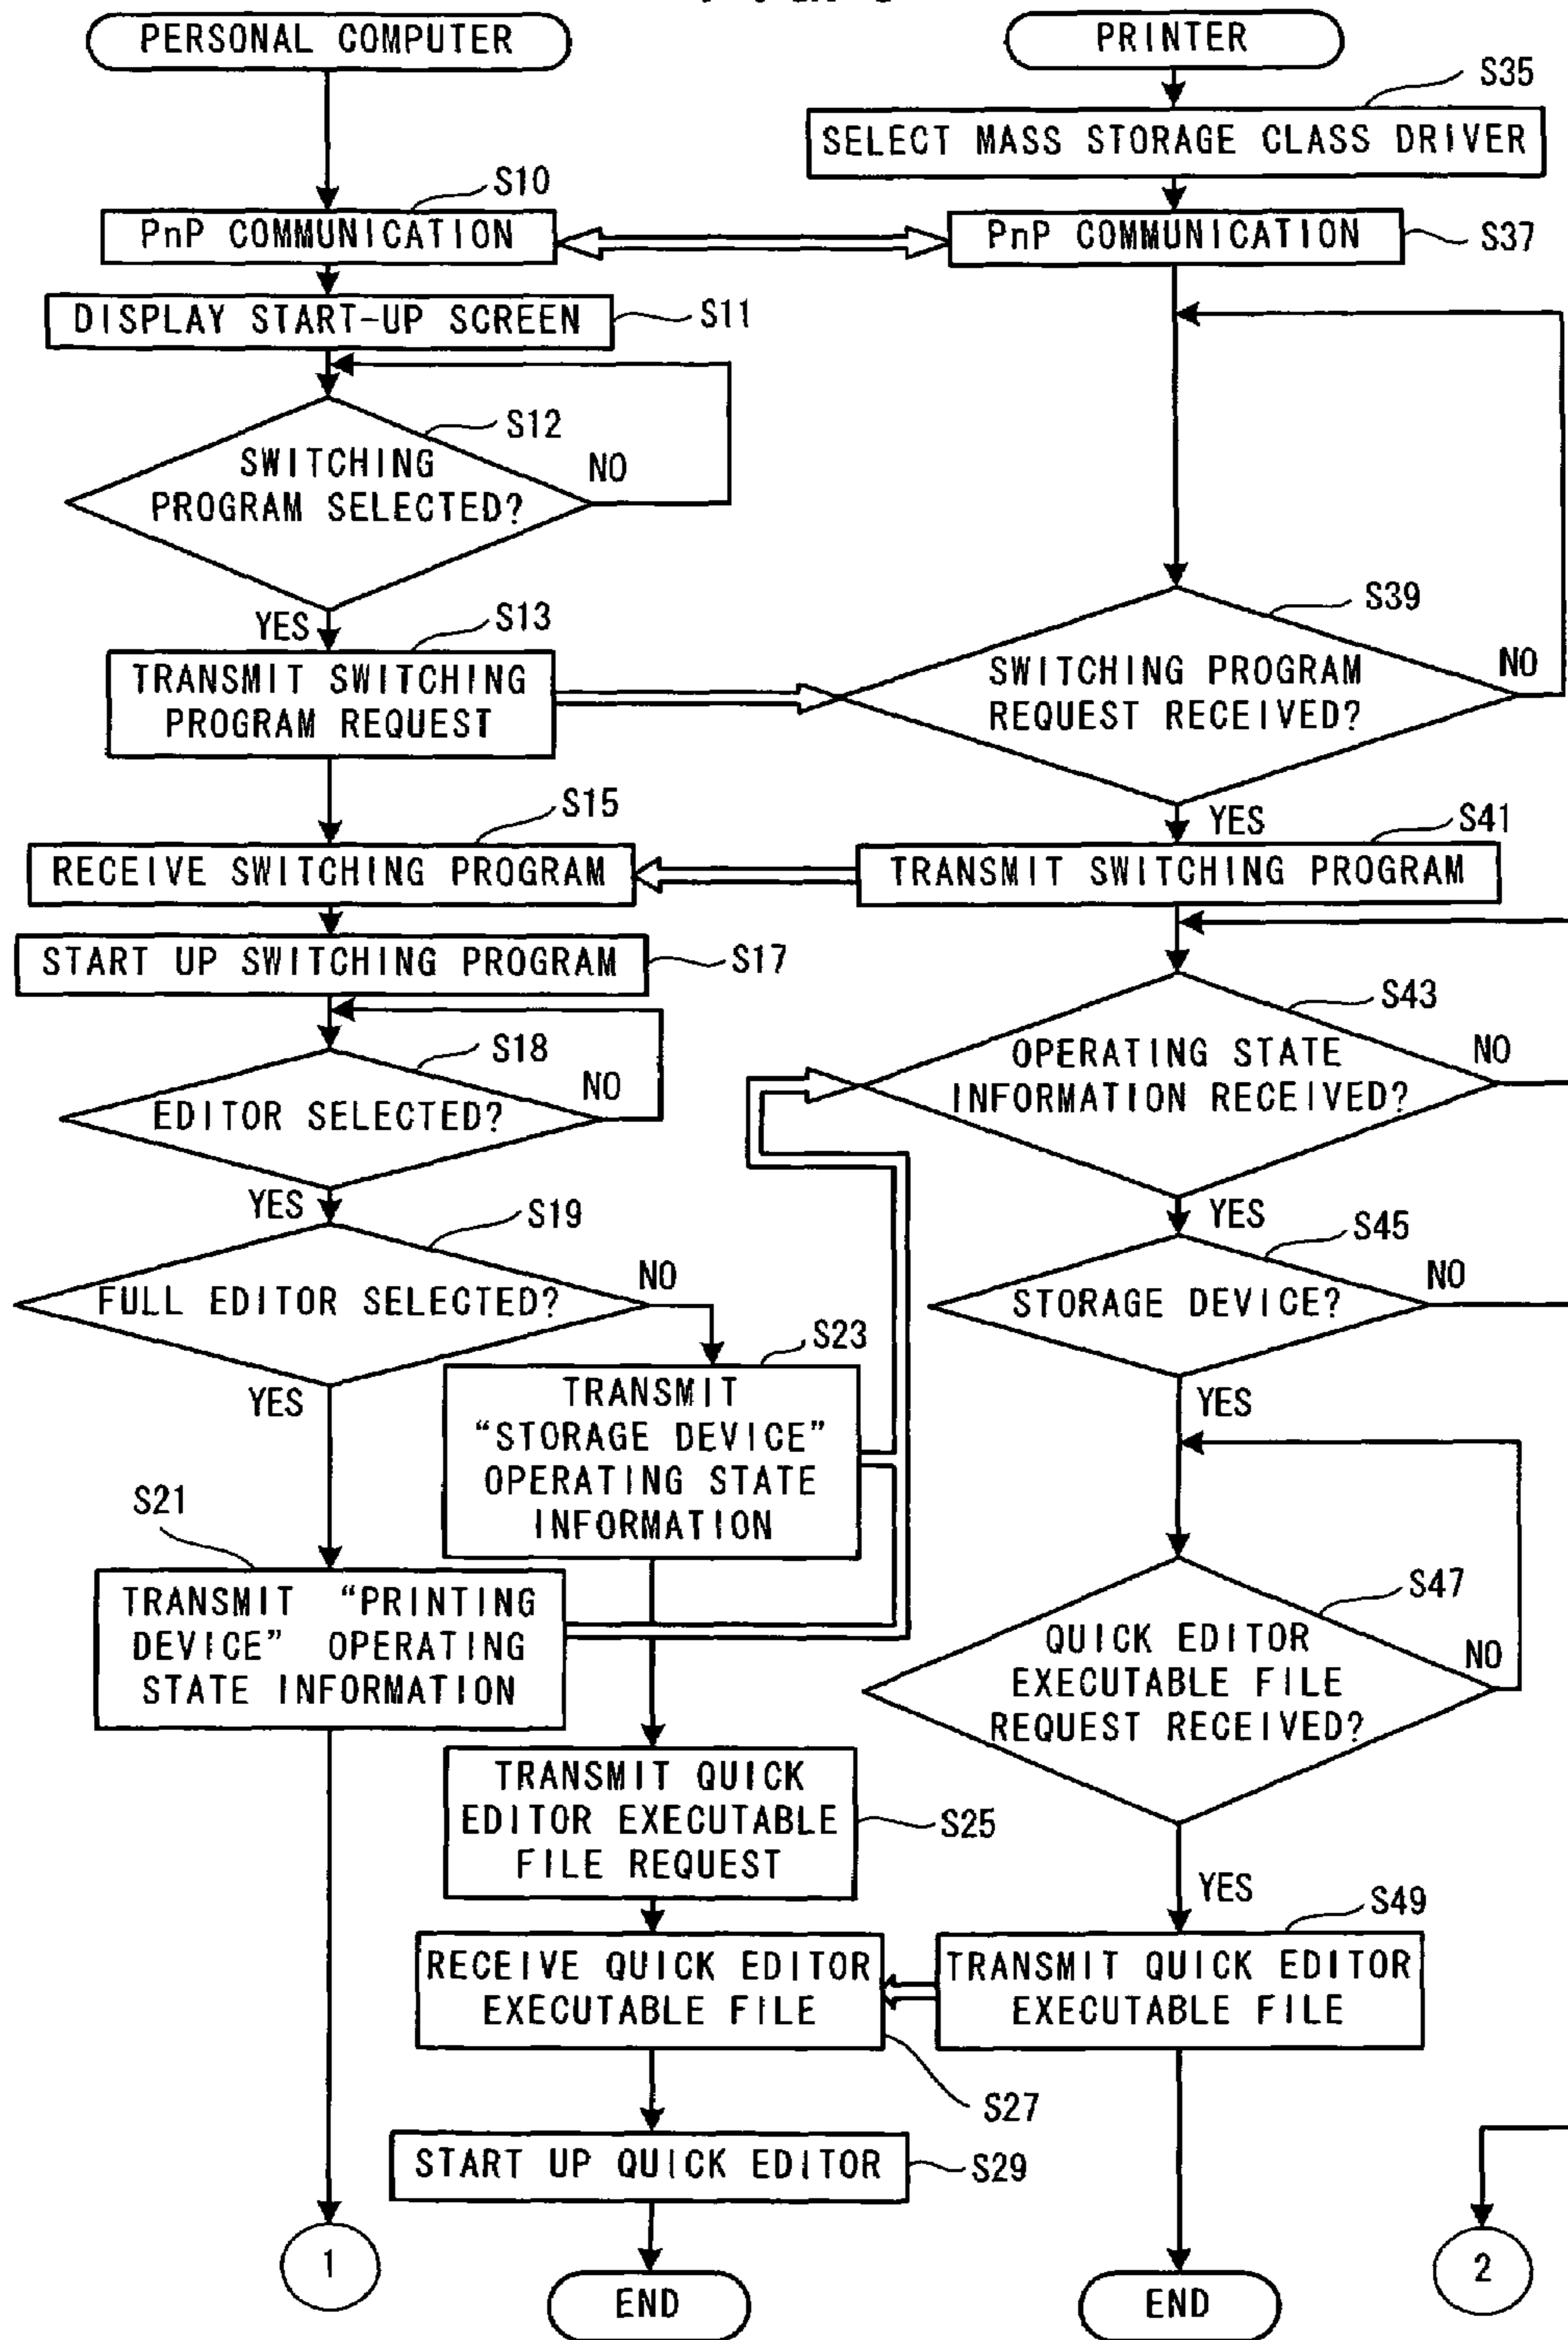 PERSONAL COMPUTER
PRINTER
S35
SELECT MASS STORAGE CLASS DRIVER
S10
PnP COMMUNICATION
PnP COMMUNICATION
S37
DISPLAY START-UP SCREEN
S11
S12
SWITCHING
PROGRAM SELECTED?
NO
YES
S13
TRANSMIT SWITCHING
PROGRAM REQUEST
S39
SWITCHING PROGRAM
REQUEST RECEIVED?
NO
YES
S15
RECEIVE SWITCHING PROGRAM
S41
TRANSMIT SWITCHING PROGRAM
START UP SWITCHING PROGRAM
S17
S18
EDITOR SELECTED?
NO
YES
S43
OPERATING STATE
INFORMATION RECEIVED?
NO
YES
S19
FULL EDITOR SELECTED?
NO
YES
S45
STORAGE DEVICE?
NO
YES
S23
TRANSMIT
“STORAGE DEVICE”
OPERATING STATE
INFORMATION
S21
TRANSMIT “PRINTING
DEVICE” OPERATING
STATE INFORMATION
S47
QUICK EDITOR
EXECUTABLE FILE
REQUEST RECEIVED?
NO
YES
TRANSMIT QUICK
EDITOR EXECUTABLE
FILE REQUEST
S25
RECEIVE QUICK EDITOR
EXECUTABLE FILE
S27
S49
TRANSMIT QUICK EDITOR
EXECUTABLE FILE
START UP QUICK EDITOR
S29
1
END
END
2